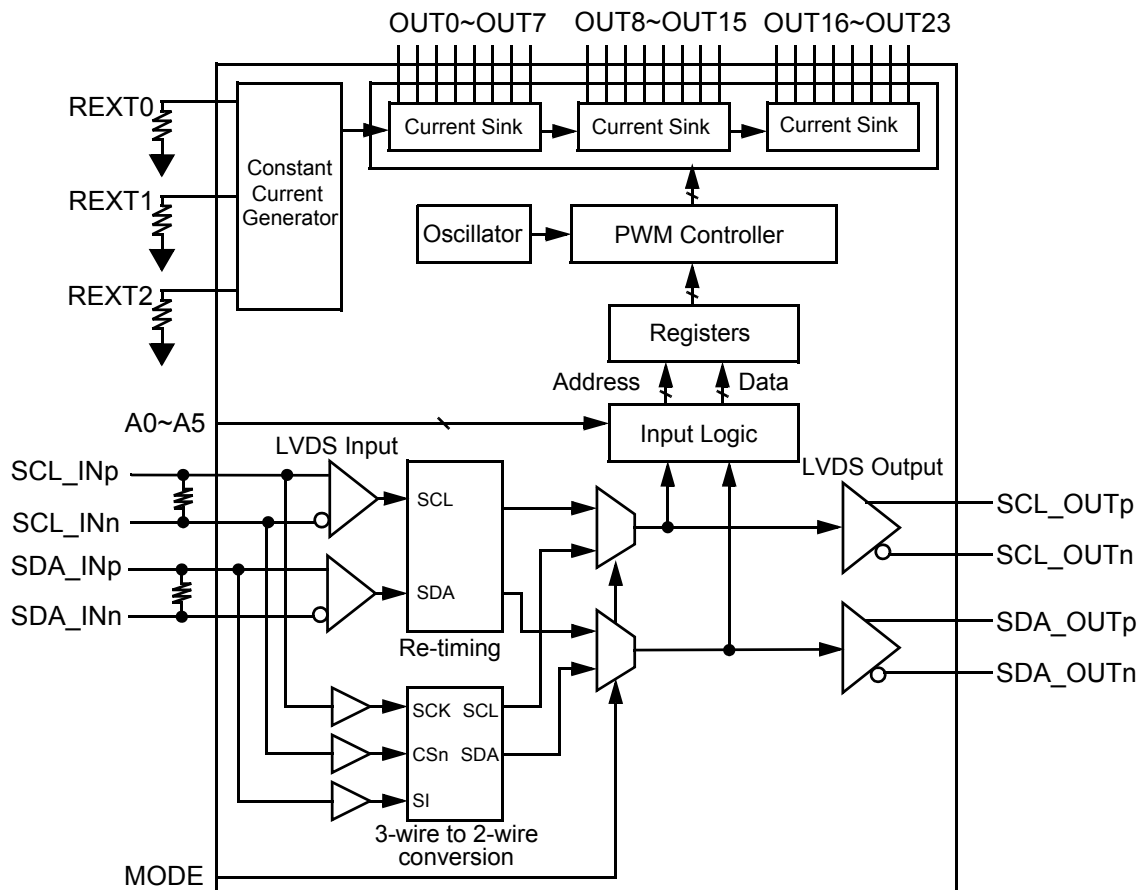 OUT0~OUT7 OUT8~OUT15 OUT16~OUT23
REXT0
REXT1
REXT2
Constant
Current
Generator
Current Sink
Current Sink
Current Sink
Oscillator
PWM Controller
Registers
Address
Data
A0~A5
Input Logic
LVDS Input
LVDS Output
SCL_INp
SCL_INn
SDA_INp
SDA_INn
SCL
SDA
Re-timing
SCL_OUTp
SCL_OUTn
SDA_OUTp
SDA_OUTn
SCK SCL
CSn SDA
SI
3-wire to 2-wire
conversion
MODE